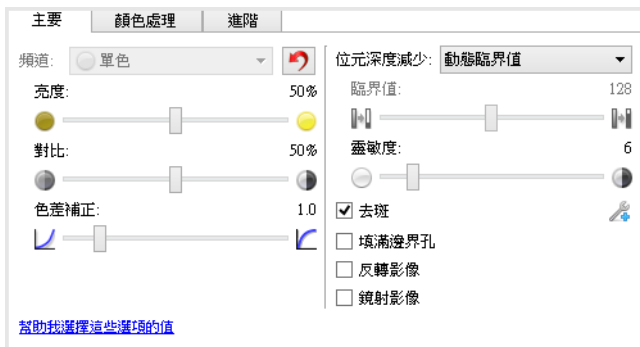 主要 顏色處理 進階
頻道: 單色
亮度: 50%
對比: 50%
色差補正: 1.0
幫助我選擇這些選項的值
位元深度減少: 動態臨界值
臨界值: 128
靈敏度: 6
去斑
填滿邊界孔
反轉影像
鏡射影像